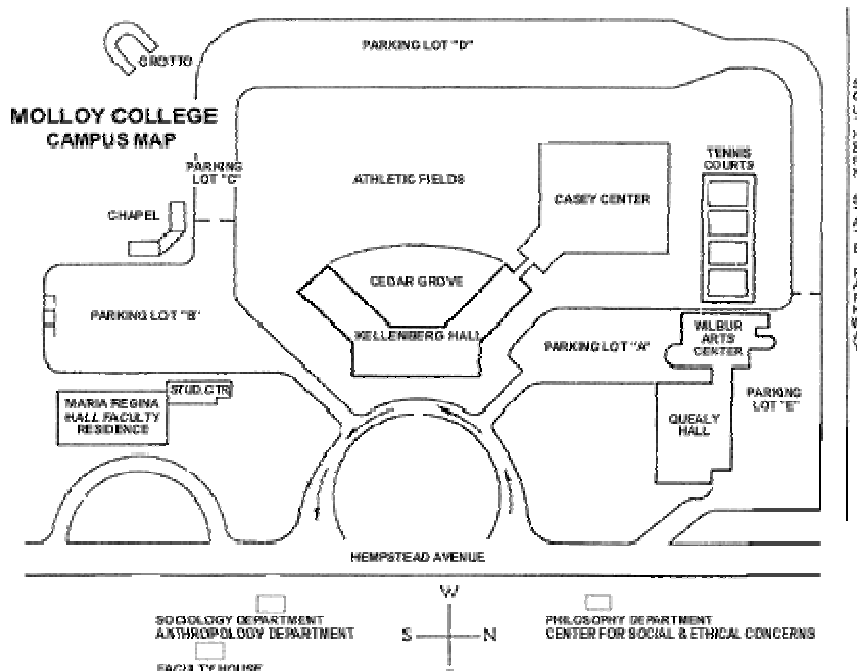 PARKING LOT "D"
GROTTO
MOLLOY COLLEGE
CAMPUS MAP
PARKING
LOT "C"
ATHLETIC FIELDS
TENNIS
COURTS
CASEY CENTER
CHAPEL
CEDAR GROVE
PARKING LOT "B"
KELLENBERG HALL
PARKING LOT "A"
WILBUR
ARTS
CENTER
STUD. CTR
MARIA REGINA
HALL FACULTY
RESIDENCE
PARKING
LOT "E"
QUEALY
HALL
HEMPSTEAD AVENUE
W
S
N
SOCIOLOGY DEPARTMENT
ANTHROPOLOGY DEPARTMENT
PHILOSOPHY DEPARTMENT
CENTER FOR SOCIAL & ETHICAL CONCERNS
FACULTY HOUSE